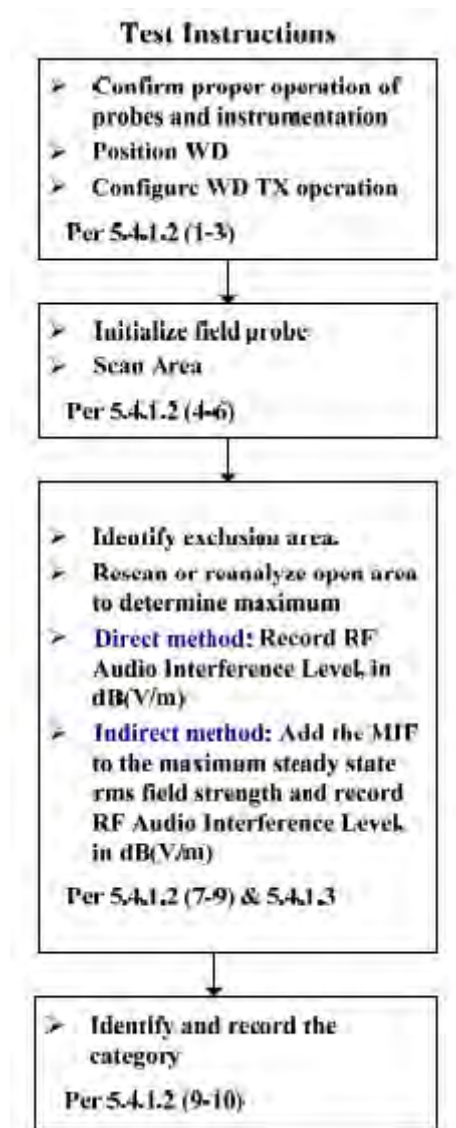 Test Instructions
➢ Confirm proper operation of
probes and instrumentation
➢ Position WD
➢ Configure WD TX operation
Per 5.4.1.2 (1-3)
➢ Initialize field probe
➢ Scan Area
Per 5.4.1.2 (4-6)
➢ Identify exclusion area.
➢ Rescan or reanalyze open area
to determine maximum
➢ Direct method: Record RF
Audio Interference Level, in
dB(V/m)
➢ Indirect method: Add the MIF
to the maximum steady state
rms field strength and record
RF Audio Interference Level,
in dB(V/m)
Per 5.4.1.2 (7-9) & 5.4.1.3
➢ Identify and record the
category
Per 5.4.1.2 (9-10)